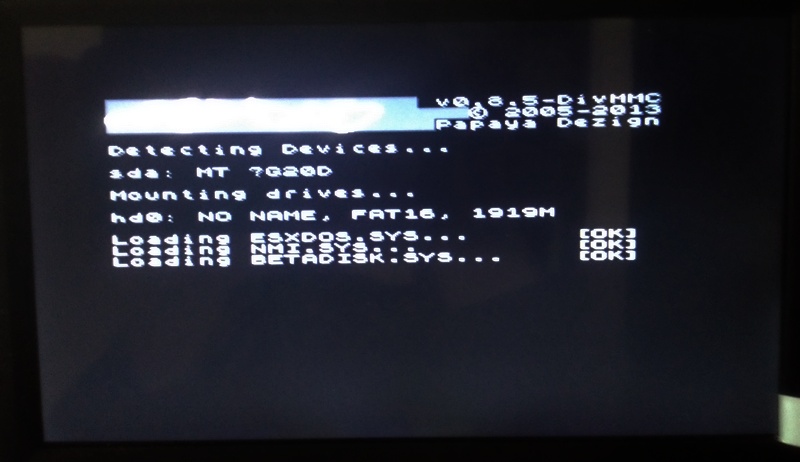 v0.8.5-DivMMC
© 2005-2013
Papaya Dezign
Detecting Devices...
sda: MT ?G20D
Mounting drives...
hd0: NO NAME, FAT16, 1919M
Loading ESXDOS.SYS... [OK]
Loading NMI.SYS... [OK]
Loading BETADISK.SYS... [OK]